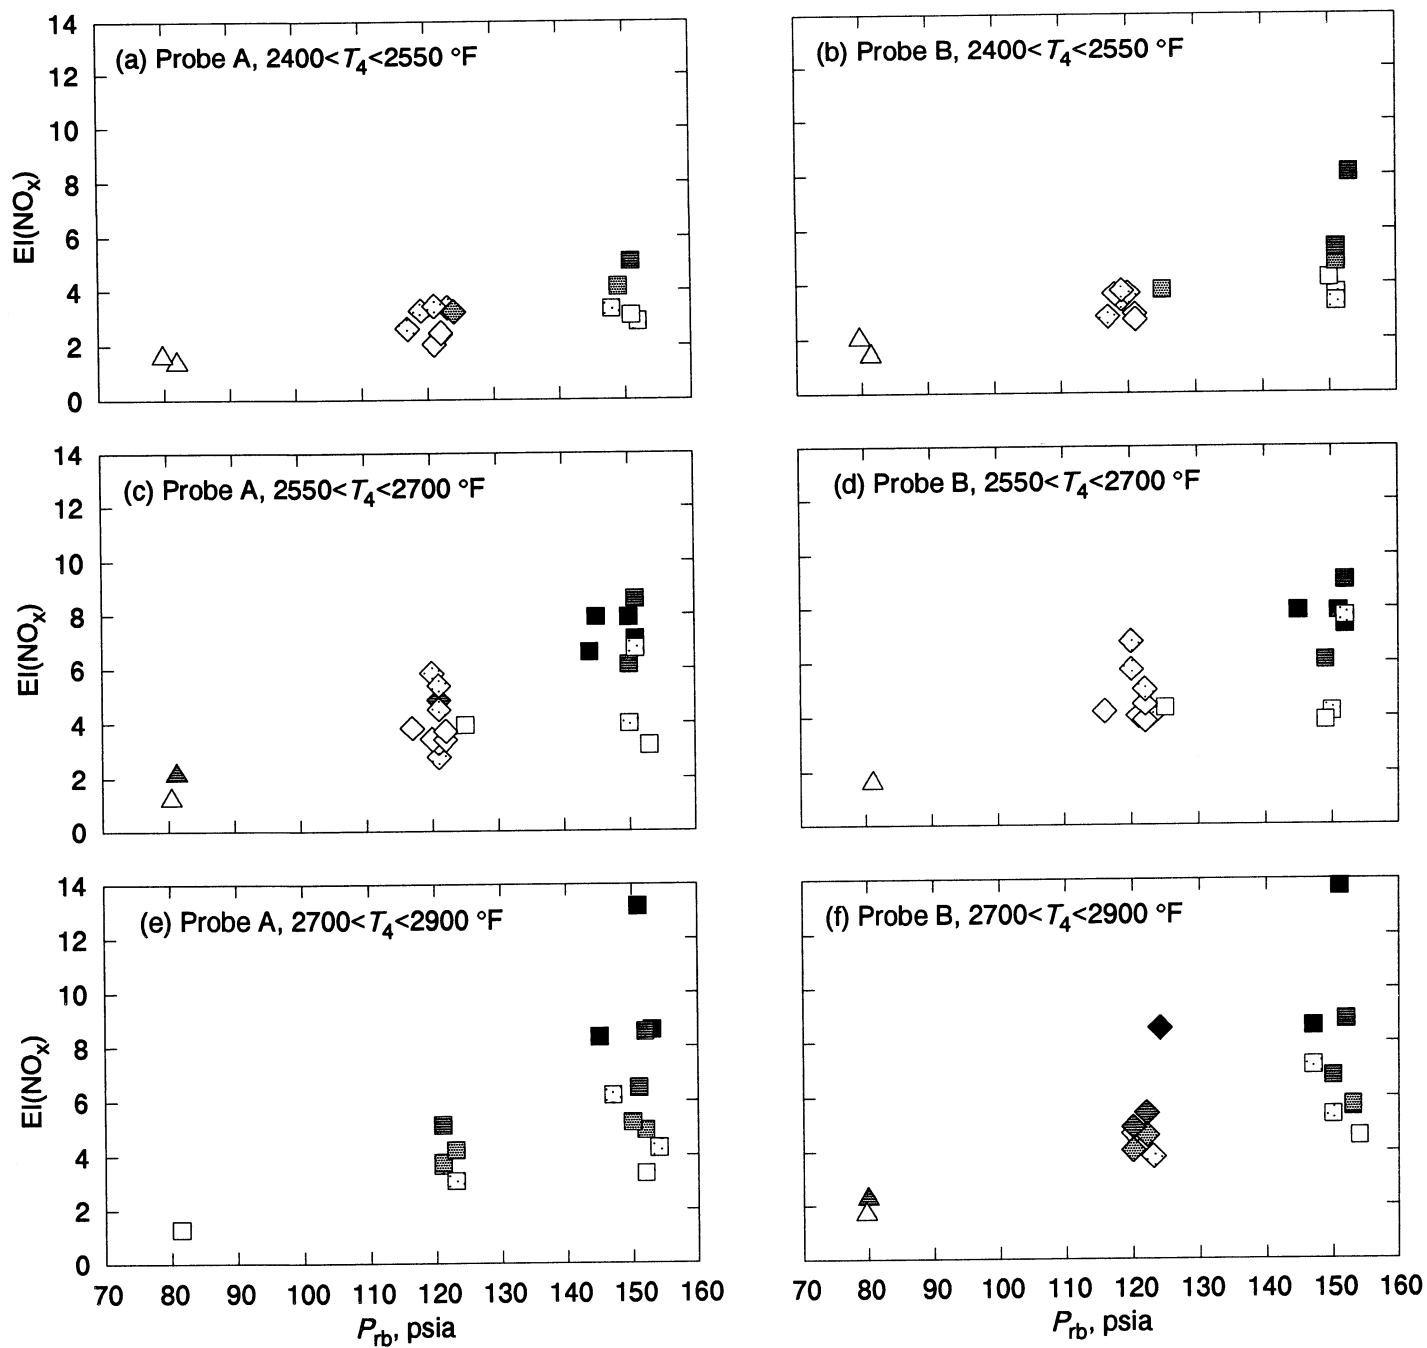 14
12
10
8
6
4
2
0
EI(NOx)
(a) Probe A, 2400<T4<2550 °F
(b) Probe B, 2400<T4<2550 °F
14
12
10
8
6
4
2
0
EI(NOx)
(c) Probe A, 2550<T4<2700 °F
(d) Probe B, 2550<T4<2700 °F
14
12
10
8
6
4
2
0
EI(NOx)
(e) Probe A, 2700<T4<2900 °F
(f) Probe B, 2700<T4<2900 °F
70 80 90 100 110 120 130 140 150 160
Prb, psia
70 80 90 100 110 120 130 140 150 160
Prb, psia